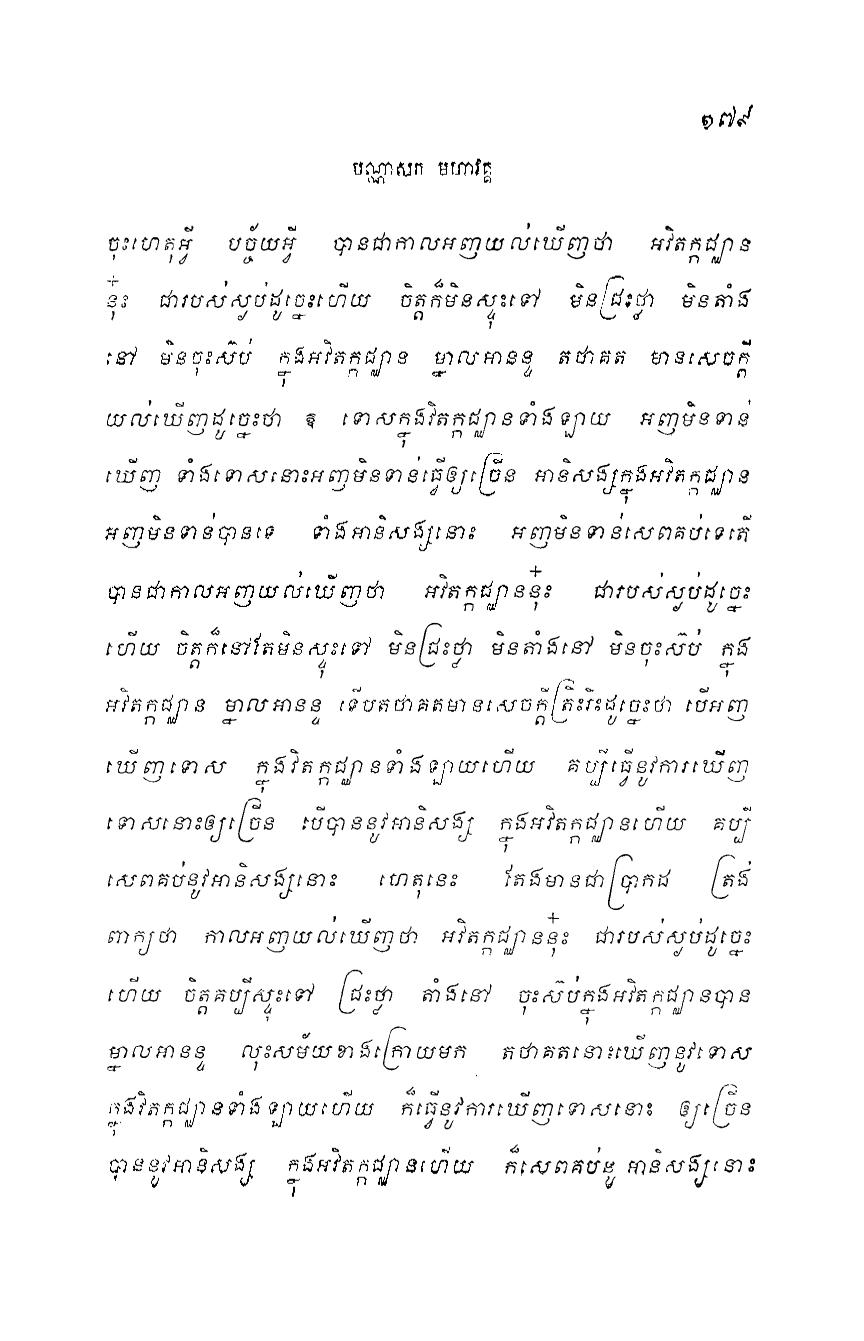 ១៧៩
បណ្ណាសក មហាវគ្គ
ចុះហេតុអ្វី បច្ច័យអ្វី បានជាកាលអញយល់ឃើញថា អវិតក្កជ្ឈាន
នុ៎ះ ជារបស់ស្ងប់ដូច្នេះហើយ ចិត្តក៏មិនស្ទុះទៅ មិនជ្រះថ្លា មិនតាំង
នៅ មិនចុះស៊ប់ ក្នុងអវិតក្កជ្ឈាន ម្នាលអានន្ទ តថាគត មានសេចក្តី
យល់ឃើញដូច្នេះថា ឱ ទោសក្នុងវិតក្កជ្ឈានទាំងឡាយ អញមិនទាន់
ឃើញ ទាំងទោសនោះអញមិនទាន់ធ្វើឲ្យច្រើន អានិសង្សក្នុងអវិតក្កជ្ឈាន
អញមិនទាន់បានទេ ទាំងអានិសង្សនោះ អញមិនទាន់សេពគប់ទេតើ
បានជាកាលអញយល់ឃើញថា អវិតក្កជ្ឈាននុ៎ះ ជារបស់ស្ងប់ដូច្នេះ
ហើយ ចិត្តក៏នៅតែមិនស្ទុះទៅ មិនជ្រះថ្លា មិនតាំងនៅ មិនចុះស៊ប់ ក្នុង
អវិតក្កជ្ឈាន ម្នាលអានន្ទ ទើបតថាគតមានសេចក្តីត្រិះរិះដូច្នេះថា បើអញ
ឃើញទោស ក្នុងវិតក្កជ្ឈានទាំងឡាយហើយ គប្បីធ្វើនូវការឃើញ
ទោសនោះឲ្យច្រើន បើបាននូវអានិសង្ស ក្នុងអវិតក្កជ្ឈានហើយ គប្បី
សេពគប់នូវអានិសង្សនោះ ហេតុនេះ តែងមានជាប្រាកដ ត្រង់
ពាក្យថា កាលអញយល់ឃើញថា អវិតក្កជ្ឈាននុ៎ះ ជារបស់ស្ងប់ដូច្នេះ
ហើយ ចិត្តគប្បីស្ទុះទៅ ជ្រះថ្លា តាំងនៅ ចុះស៊ប់ក្នុងអវិតក្កជ្ឈានបាន
ម្នាលអានន្ទ លុះសម័យខាងក្រោយមក តថាគតនោះឃើញនូវទោស
ក្នុងវិតក្កជ្ឈានទាំងឡាយហើយ ក៏ធ្វើនូវការឃើញទោសនោះ ឲ្យច្រើន
បាននូវអានិសង្ស ក្នុងអវិតក្កជ្ឈានហើយ ក៏សេពគប់នូ អានិសង្សនោះ